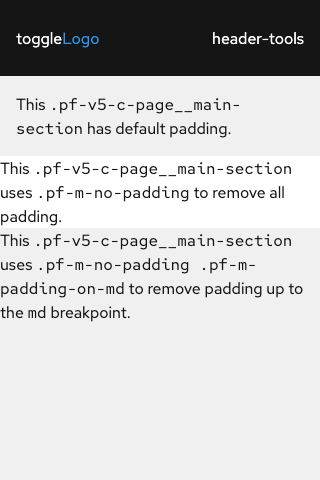 toggleLogo header-tools
This .pf-v5-c-page__main-
section has default padding.
This .pf-v5-c-page__main-section
uses .pf-m-no-padding to remove all
padding.
This .pf-v5-c-page__main-section
uses .pf-m-no-padding .pf-m-
padding-on-md to remove padding up to
the md breakpoint.